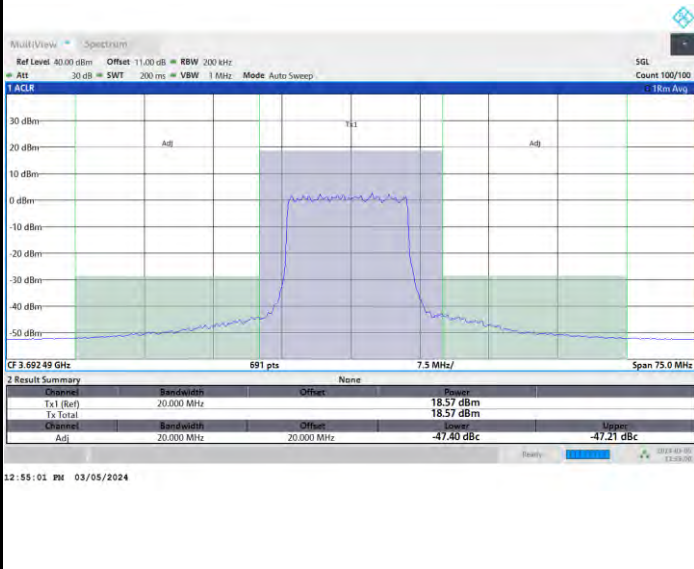 MultiView Spectrum
Ref Level 40.00 dBm Offset 11.00 dB RBW 200 kHz SGL
Att 30 dB SWT 200 ms VBW 1 MHz Mode Auto Sweep Count 100/100
1 ACLR 1Rm Avg
30 dBm
Tx1
20 dBm
Adj
Adj
10 dBm
0 dBm
-10 dBm
-20 dBm
-30 dBm
-40 dBm
-50 dBm
CF 3.692 49 GHz 691 pts 7.5 MHz/ Span 75.0 MHz
2 Result Summary None
Channel Bandwidth Offset Power
Tx1 (Ref) 20.000 MHz 18.57 dBm
Tx Total 18.57 dBm
Channel Bandwidth Offset Lower Upper
Adj 20.000 MHz 20.000 MHz -47.40 dBc -47.21 dBc
Ready
12:55:01 PM 03/05/2024